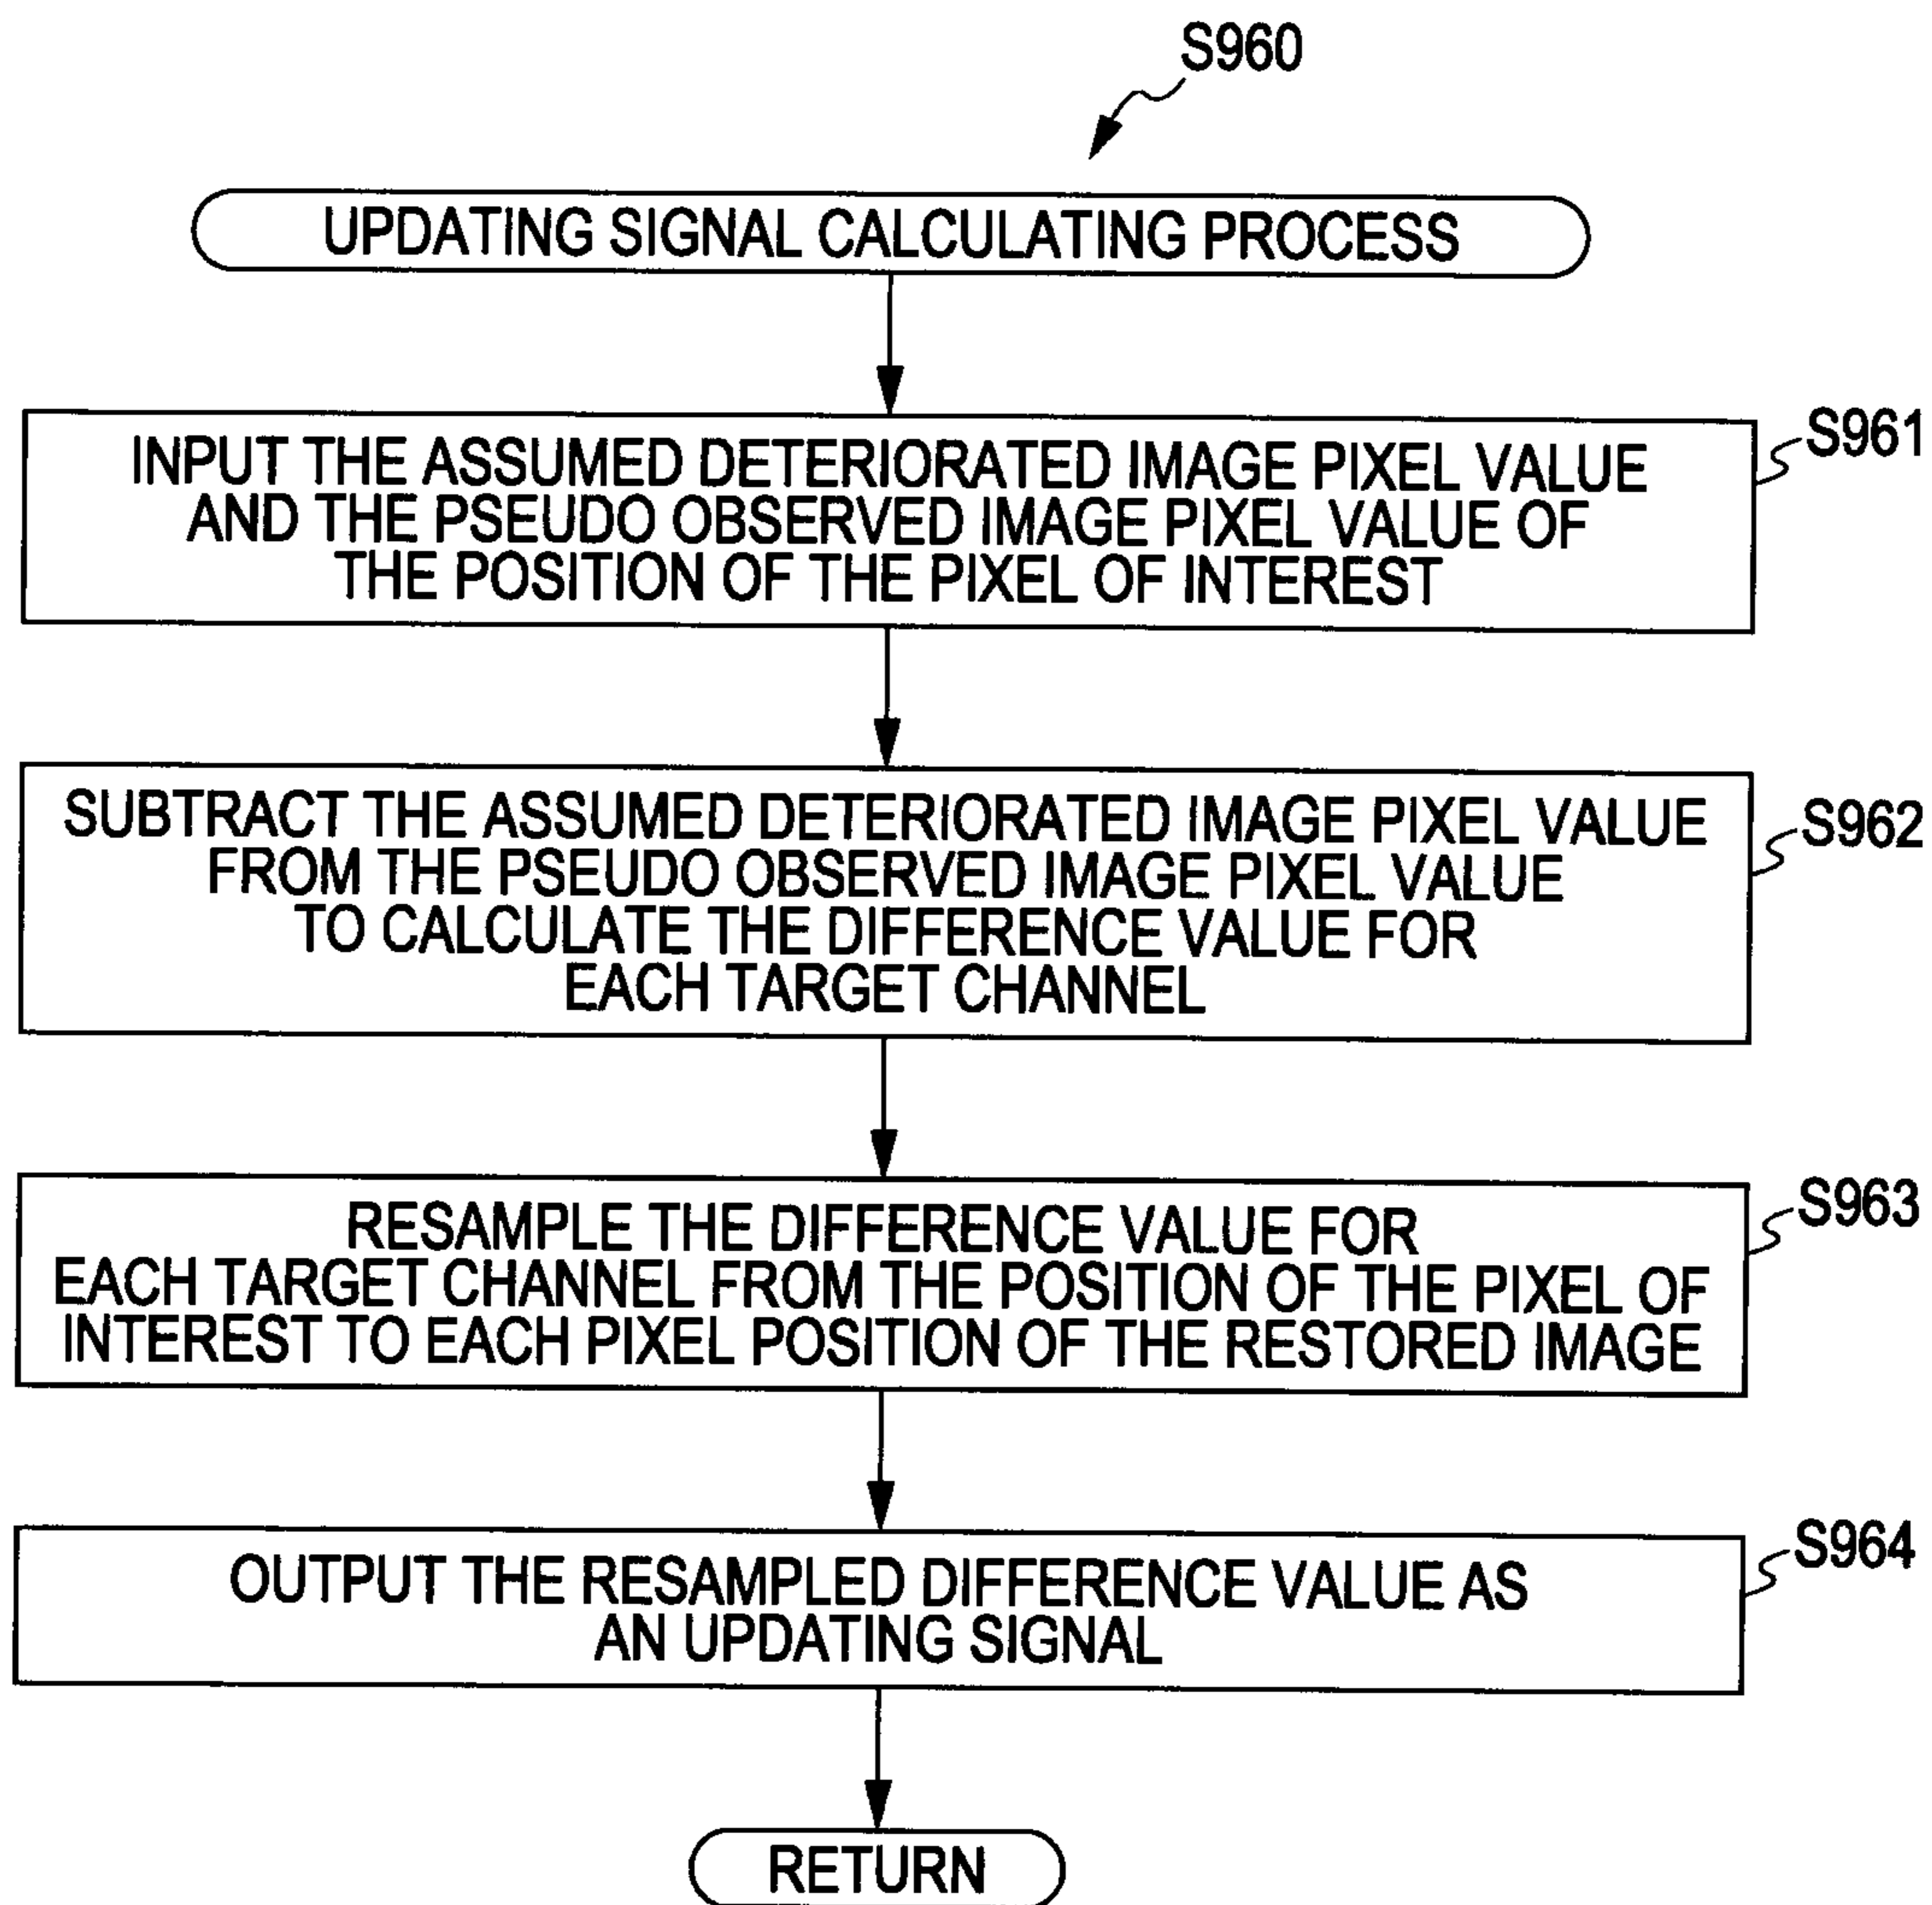 S960
UPDATING SIGNAL CALCULATING PROCESS
INPUT THE ASSUMED DETERIORATED IMAGE PIXEL VALUE
AND THE PSEUDO OBSERVED IMAGE PIXEL VALUE OF
THE POSITION OF THE PIXEL OF INTEREST
S961
SUBTRACT THE ASSUMED DETERIORATED IMAGE PIXEL VALUE
FROM THE PSEUDO OBSERVED IMAGE PIXEL VALUE
TO CALCULATE THE DIFFERENCE VALUE FOR
EACH TARGET CHANNEL
S962
RESAMPLE THE DIFFERENCE VALUE FOR
EACH TARGET CHANNEL FROM THE POSITION OF THE PIXEL OF
INTEREST TO EACH PIXEL POSITION OF THE RESTORED IMAGE
S963
OUTPUT THE RESAMPLED DIFFERENCE VALUE AS
AN UPDATING SIGNAL
S964
RETURN